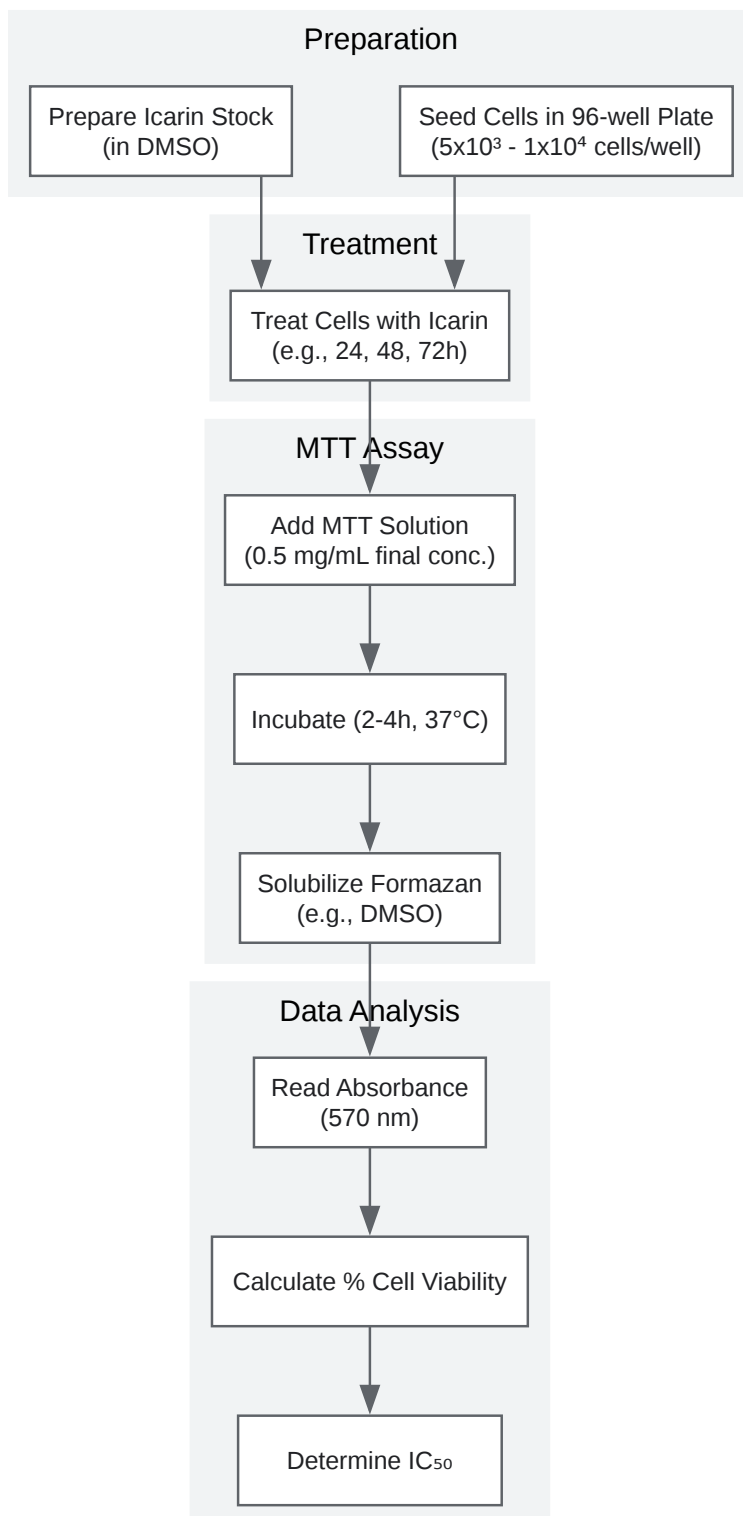 Preparation
Prepare Icarin Stock
(in DMSO)
Seed Cells in 96-well Plate
(5x10³ - 1x10⁴ cells/well)
Treatment
Treat Cells with Icarin
(e.g., 24, 48, 72h)
MTT Assay
Add MTT Solution
(0.5 mg/mL final conc.)
Incubate (2-4h, 37°C)
Solubilize Formazan
(e.g., DMSO)
Data Analysis
Read Absorbance
(570 nm)
Calculate % Cell Viability
Determine IC₅₀